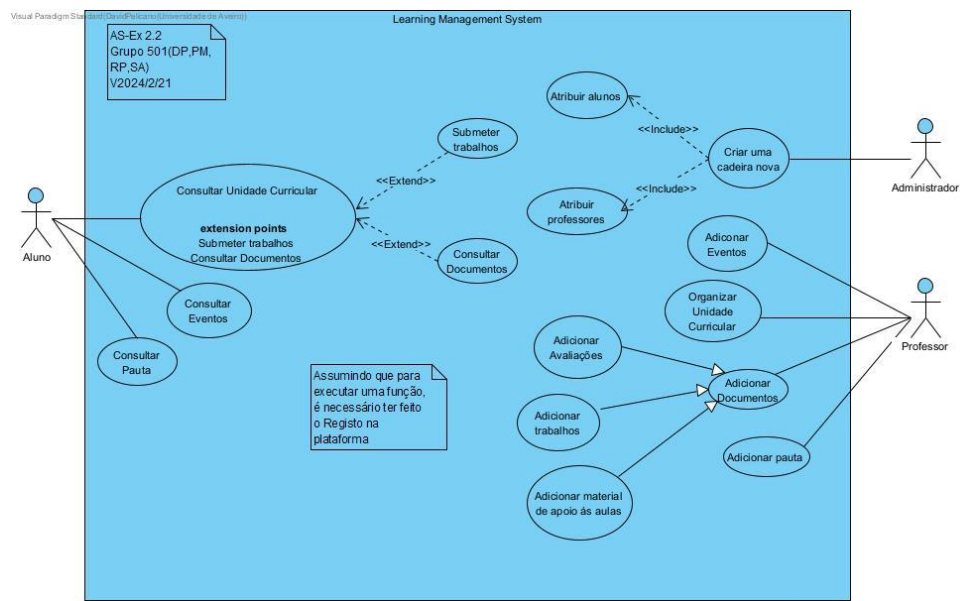 Visual Paradigm Standard(DavidPelicano(Universidade de Aveiro))
Learning Management System
AS-Ex 2.2
Grupo 501(DP,PM,
RP,SA)
V2024/2/21
Atribuir alunos
<<Include>>
Submeter
trabalhos
Criar uma
cadeira nova
Administrador
<<Extend>>
Consultar Unidade Curricular
<<Include>>
extension points
Submeter trabalhos
Consultar Documentos
Atribuir
professores
Aluno
<<Extend>>
Consultar
Documentos
Adiconar
Eventos
Consultar
Eventos
Organizar
Unidade
Curricular
Professor
Consultar
Pauta
Adicionar
Avaliações
Assumindo que para
executar uma função,
é necessário ter feito
o Registo na
plataforma
Adicionar
Documentos
Adicionar
trabalhos
Adicionar pauta
Adicionar material
de apoio ás aulas